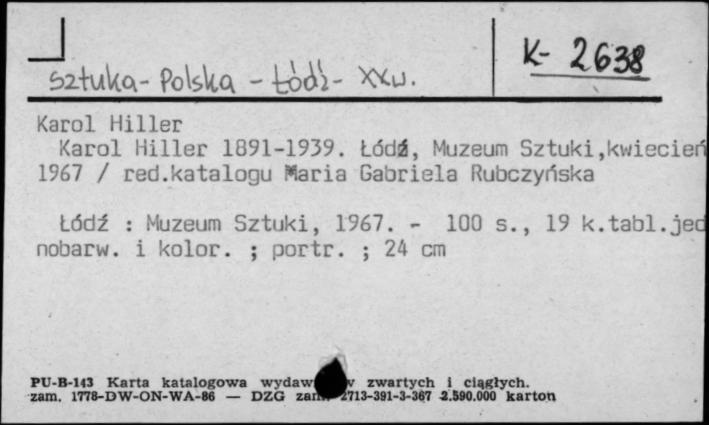 K- 2638
Sztuka - Polska - Łódź - XX w.
Karol Hiller
Karol Hiller 1891-1939. Łódź, Muzeum Sztuki,kwiecień
1967 / red.katalogu Maria Gabriela Rubczyńska
Łódź : Muzeum Sztuki, 1967. - 100 s., 19 k.tabl.jed
nobarw. i kolor. ; portr. ; 24 cm
PU-B-143 Karta katalogowa zwartych i ciągłych.
zam. 1778-DW-ON-WA-86 — DZG zam. 2713-391-3-367 2.590.000 karton